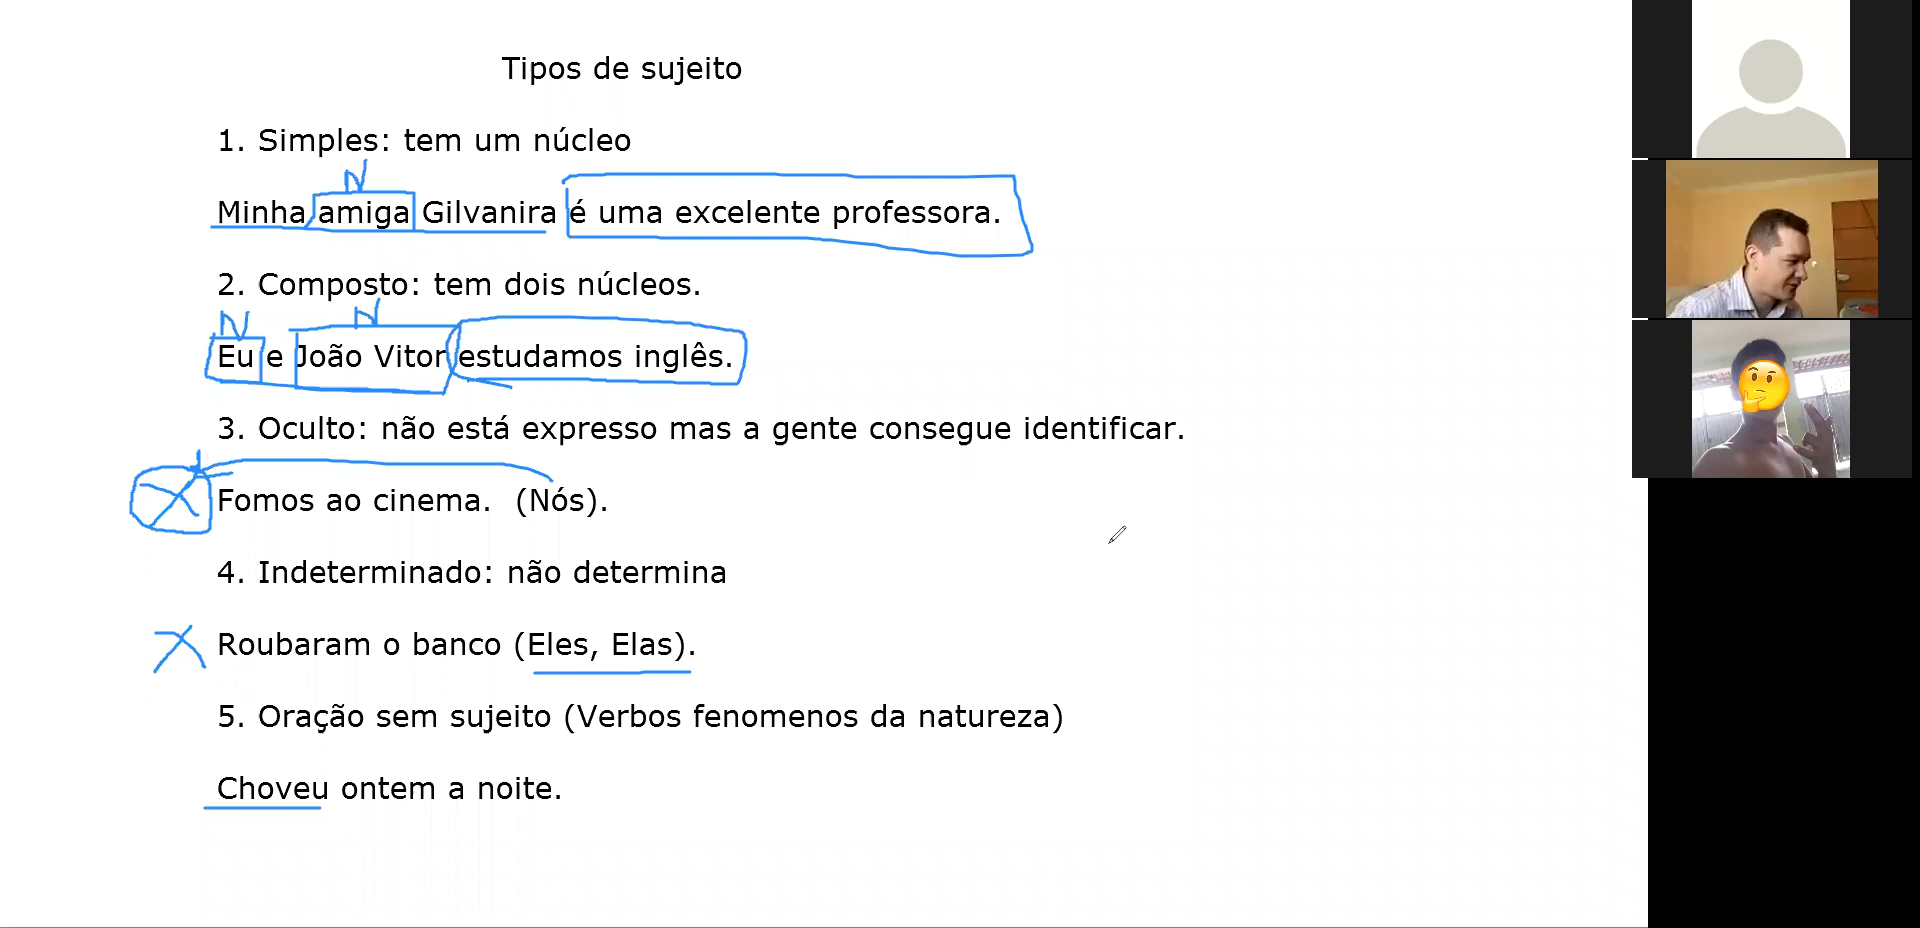 Tipos de sujeito
1. Simples: tem um núcleo
N
Minha amiga Gilvanira é uma excelente professora.
2. Composto: tem dois núcleos.
N N
Eu e João Vitor estudamos inglês.
3. Oculto: não está expresso mas a gente consegue identificar.
Fomos ao cinema. (Nós).
4. Indeterminado: não determina
Roubaram o banco (Eles, Elas).
5. Oração sem sujeito (Verbos fenomenos da natureza)
Choveu ontem a noite.